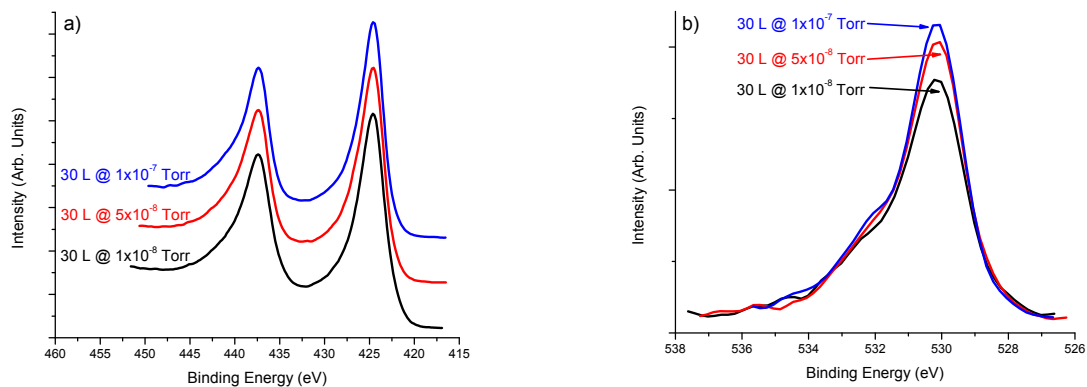 a)
30 L @ 1x10⁻⁷ Torr
30 L @ 5x10⁻⁸ Torr
30 L @ 1x10⁻⁸ Torr
Intensity (Arb. Units)
460 455 450 445 440 435 430 425 420 415
Binding Energy (eV)
b)
30 L @ 1x10⁻⁷ Torr
30 L @ 5x10⁻⁸ Torr
30 L @ 1x10⁻⁸ Torr
Intensity (Arb. Units)
538 536 534 532 530 528 526
Binding Energy (eV)